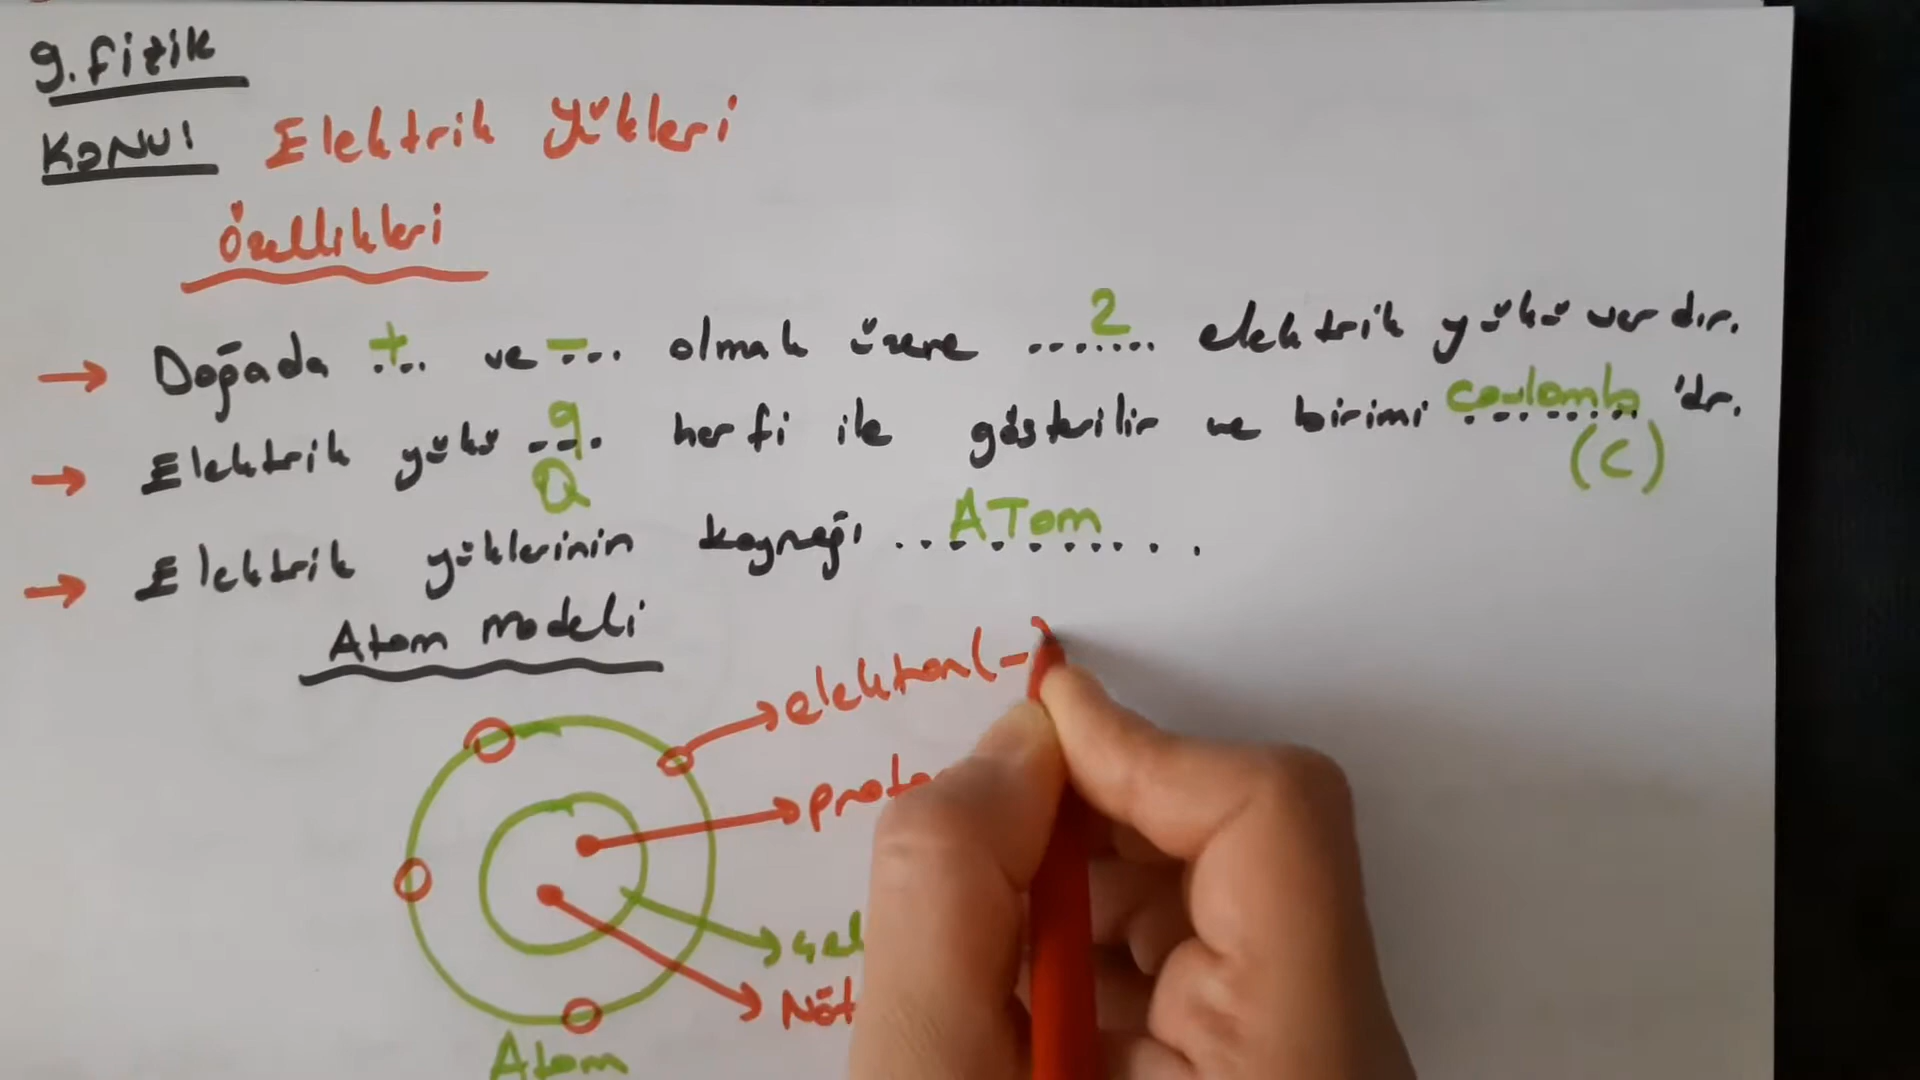 9. Fizik
KONU! Elektrik Yükleri
Özellikleri
→ Doğada +... ve -... olmak üzere ...2... elektrik yükü vardır.
→ Elektrik yükü q harfi ile gösterilir ve birimi coulomb 'dr.
Q (C)
→ Elektrik yüklerinin kaynağı ..ATom.....
Atom modeli
elektron(-)
Atom